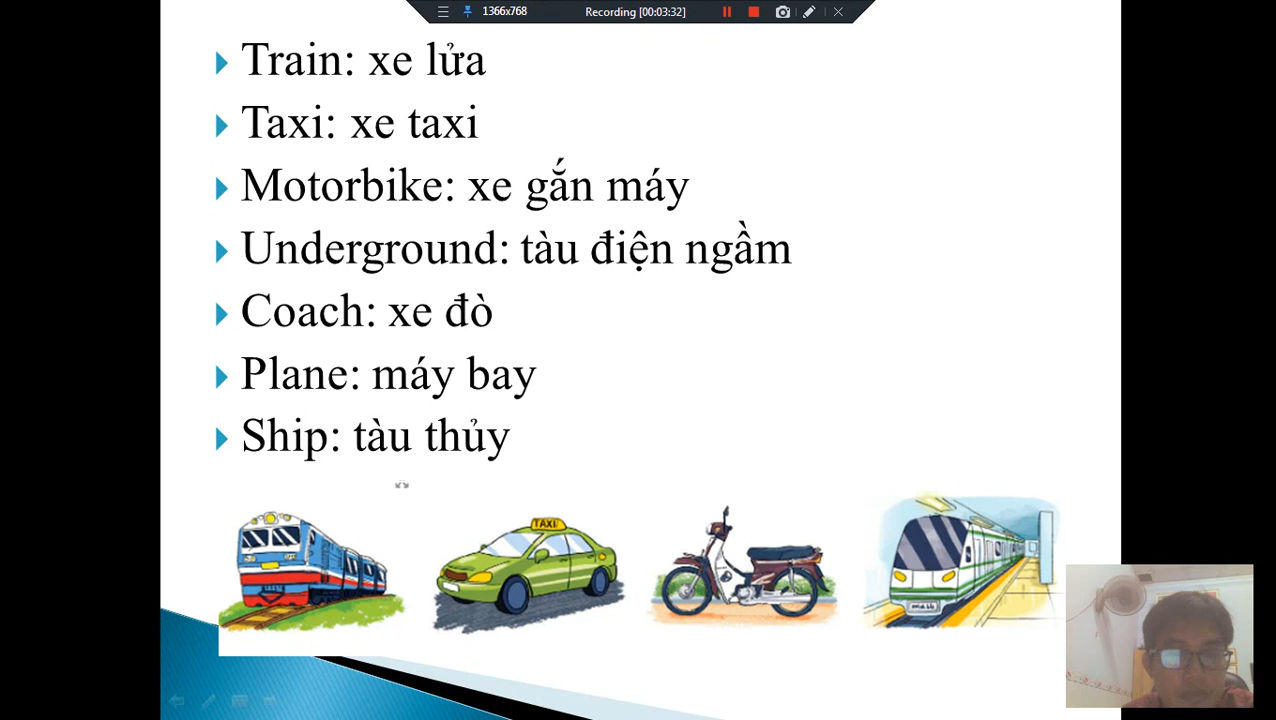 1366x768
Recording [00:03:32]
Train: xe lửa
Taxi: xe taxi
Motorbike: xe gắn máy
Underground: tàu điện ngầm
Coach: xe đò
Plane: máy bay
Ship: tàu thủy
TAXI